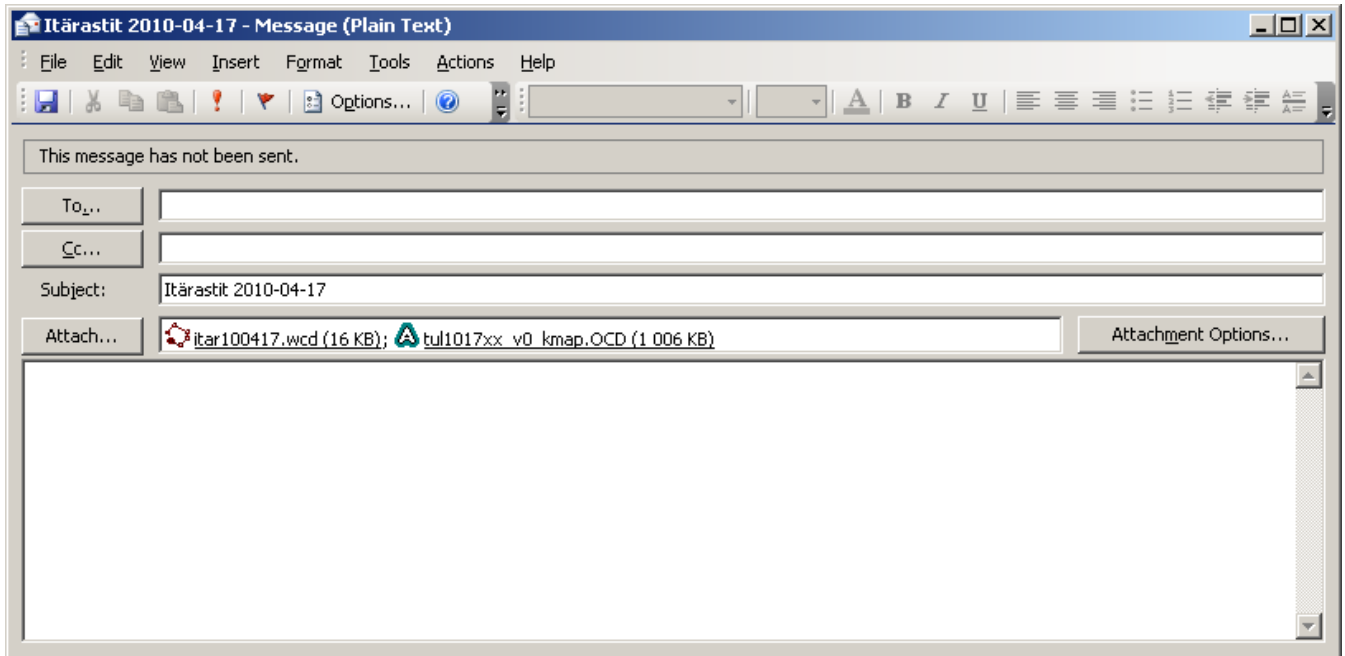 Itärastit 2010-04-17 - Message (Plain Text)
File Edit View Insert Format Tools Actions Help
Options...
A B I U
This message has not been sent.
To...
Cc...
Subject: Itärastit 2010-04-17
Attach... itar100417.wcd (16 KB); tul1017xx_v0_kmap.OCD (1 006 KB) Attachment Options...